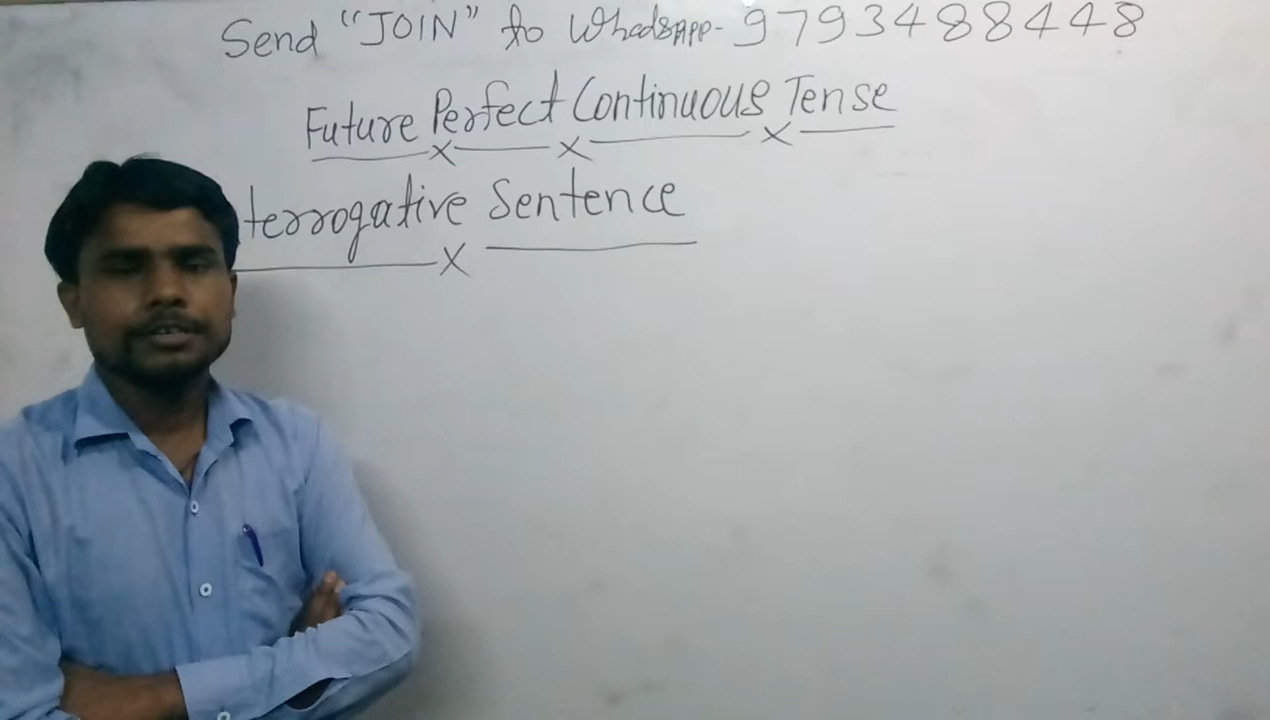 Send "JOIN" to WhatsApp-9793488448
Future Perfect Continuous Tense
terrogative Sentence